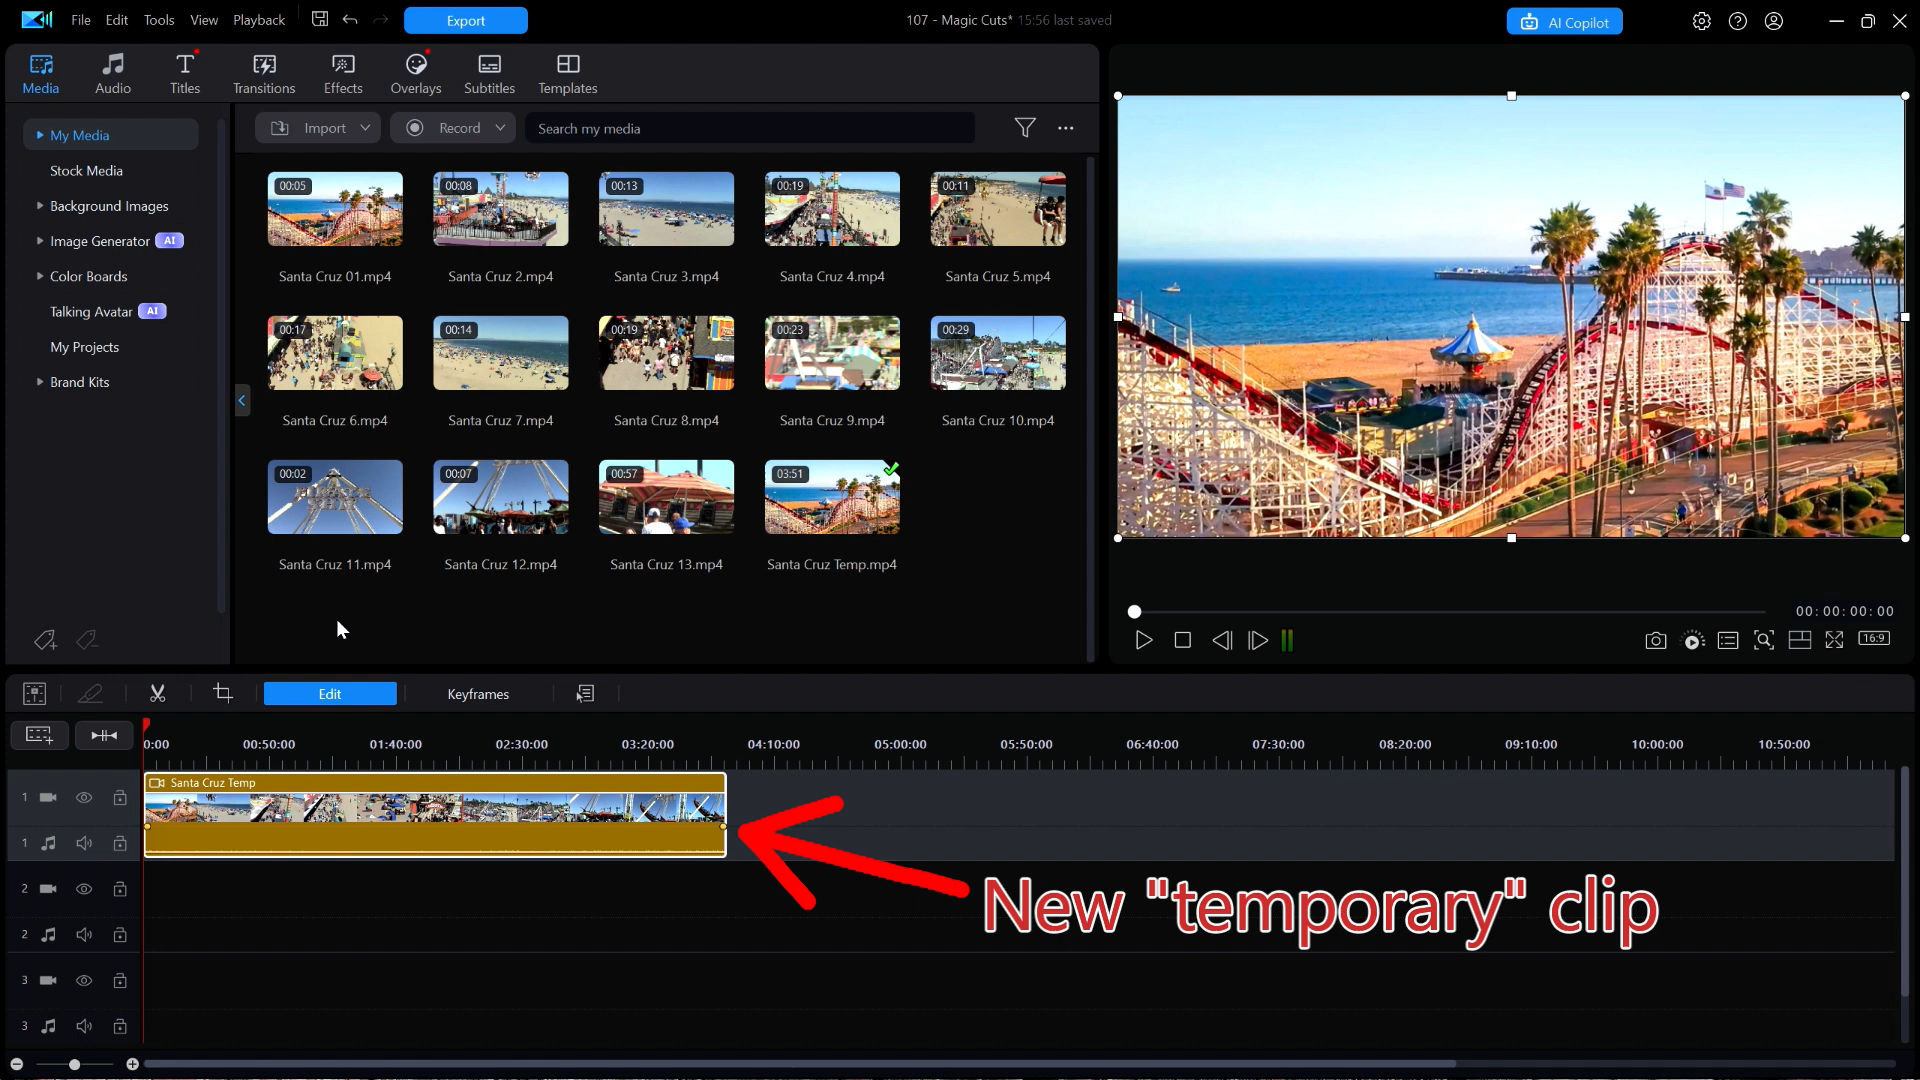 File Edit Tools View Playback Export 107 - Magic Cuts* 15:56 last saved AI Copilot
Media Audio Titles Transitions Effects Overlays Subtitles Templates
My Media
Stock Media
Background Images
Image Generator AI
Color Boards
Talking Avatar AI
My Projects
Brand Kits
Import Record Search my media
00:05 00:08 00:13 00:19 00:11
Santa Cruz 01.mp4 Santa Cruz 2.mp4 Santa Cruz 3.mp4 Santa Cruz 4.mp4 Santa Cruz 5.mp4
00:17 00:14 00:19 00:23 00:29
Santa Cruz 6.mp4 Santa Cruz 7.mp4 Santa Cruz 8.mp4 Santa Cruz 9.mp4 Santa Cruz 10.mp4
00:02 00:07 00:57 03:51
Santa Cruz 11.mp4 Santa Cruz 12.mp4 Santa Cruz 13.mp4 Santa Cruz Temp.mp4
00:00:00:00
16:9
Edit Keyframes
0:00 00:50:00 01:40:00 02:30:00 03:20:00 04:10:00 05:00:00 05:50:00 06:40:00 07:30:00 08:20:00 09:10:00 10:00:00 10:50:00
1 Santa Cruz Temp
1
2
New "temporary" clip
2
3
3